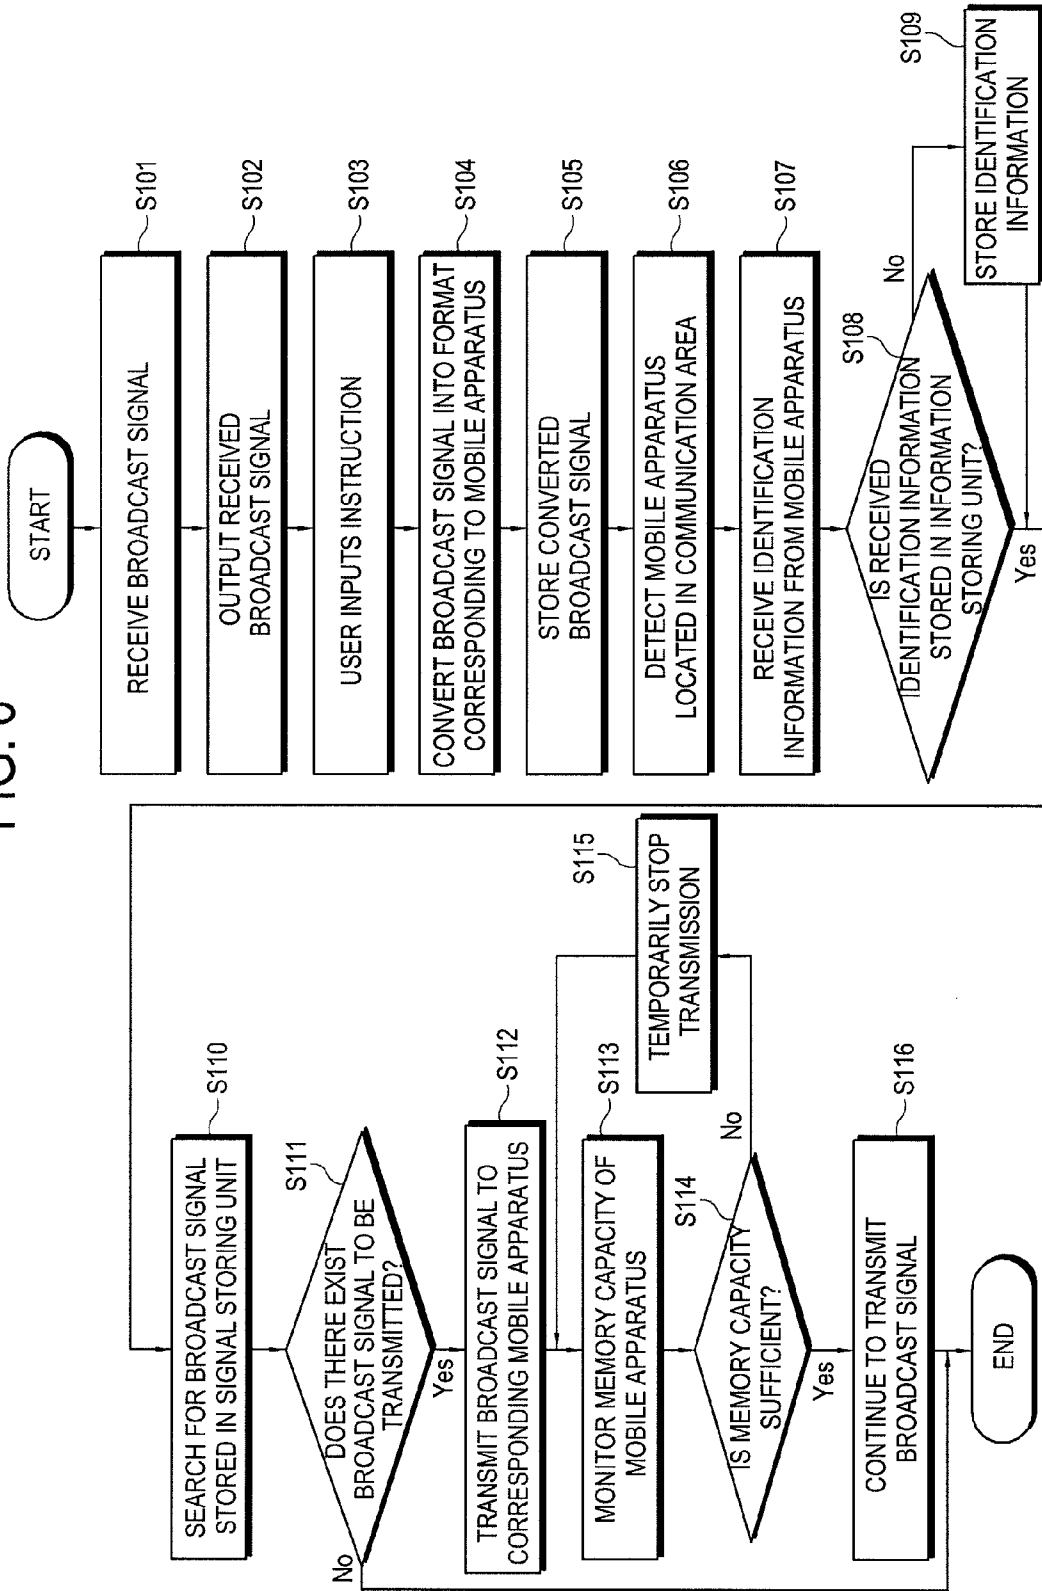 START
RECEIVE BROADCAST SIGNAL
S101
OUTPUT RECEIVED
BROADCAST SIGNAL
S102
USER INPUTS INSTRUCTION
S103
CONVERT BROADCAST SIGNAL INTO FORMAT
CORRESPONDING TO MOBILE APPARATUS
S104
STORE CONVERTED
BROADCAST SIGNAL
S105
DETECT MOBILE APPARATUS
LOCATED IN COMMUNICATION AREA
S106
RECEIVE IDENTIFICATION
INFORMATION FROM MOBILE APPARATUS
S107
IS RECEIVED
IDENTIFICATION INFORMATION
STORED IN INFORMATION
STORING UNIT?
S108
No
Yes
STORE IDENTIFICATION
INFORMATION
S109
SEARCH FOR BROADCAST SIGNAL
STORED IN SIGNAL STORING UNIT
S110
DOES THERE EXIST
BROADCAST SIGNAL TO BE
TRANSMITTED?
S111
No
Yes
TRANSMIT BROADCAST SIGNAL TO
CORRESPONDING MOBILE APPARATUS
S112
MONITOR MEMORY CAPACITY OF
MOBILE APPARATUS
S113
IS MEMORY CAPACITY
SUFFICIENT?
S114
No
Yes
TEMPORARILY STOP
TRANSMISSION
S115
CONTINUE TO TRANSMIT
BROADCAST SIGNAL
S116
END